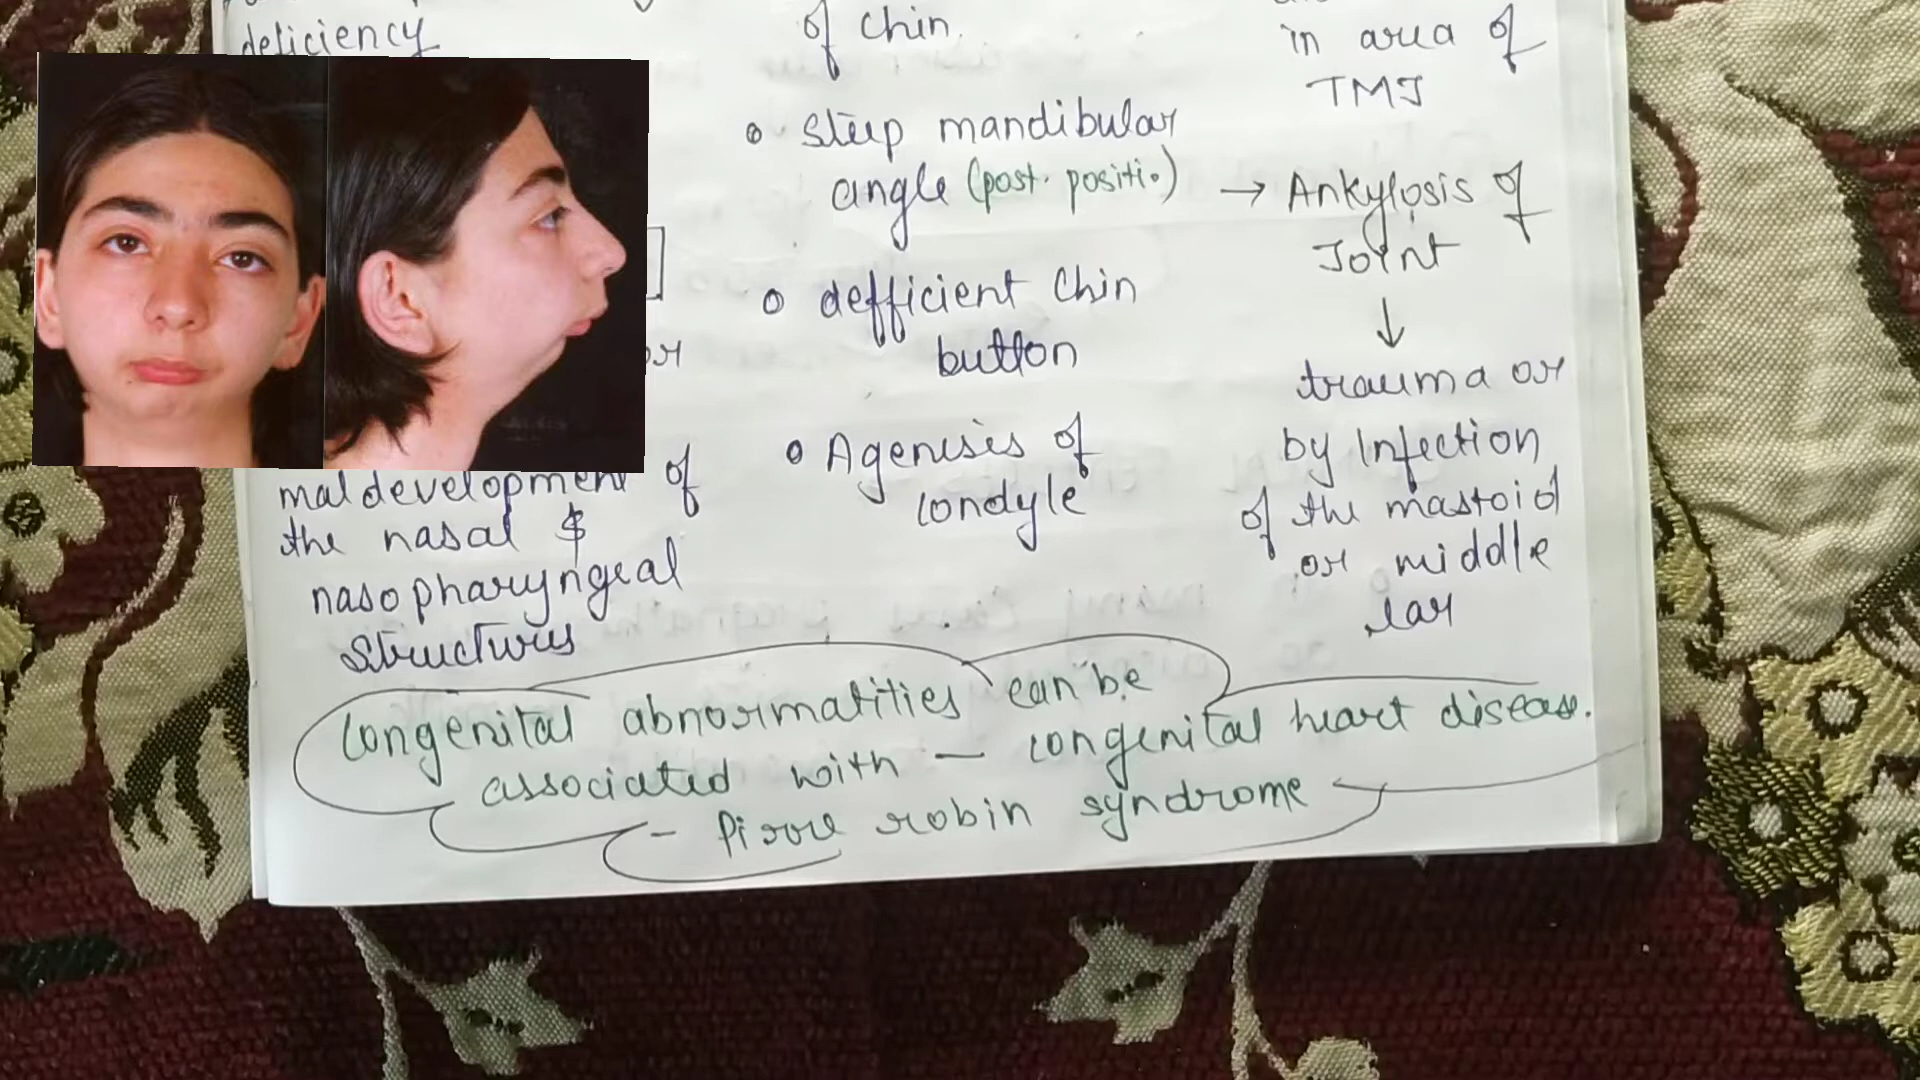 deficiency
maldevelopment of
the nasal &
nasopharyngeal
structures
of chin.
steep mandibular
angle (post. positio.)
defficient chin
button
Agenesis of
condyle
in area of
TMJ
→ Ankylosis of
Joint
↓
trauma or
by Infection
of the mastoid
or middle
ear
Congenital abnormalities can be
associated with — congenital heart disease.
- Pirre robin syndrome